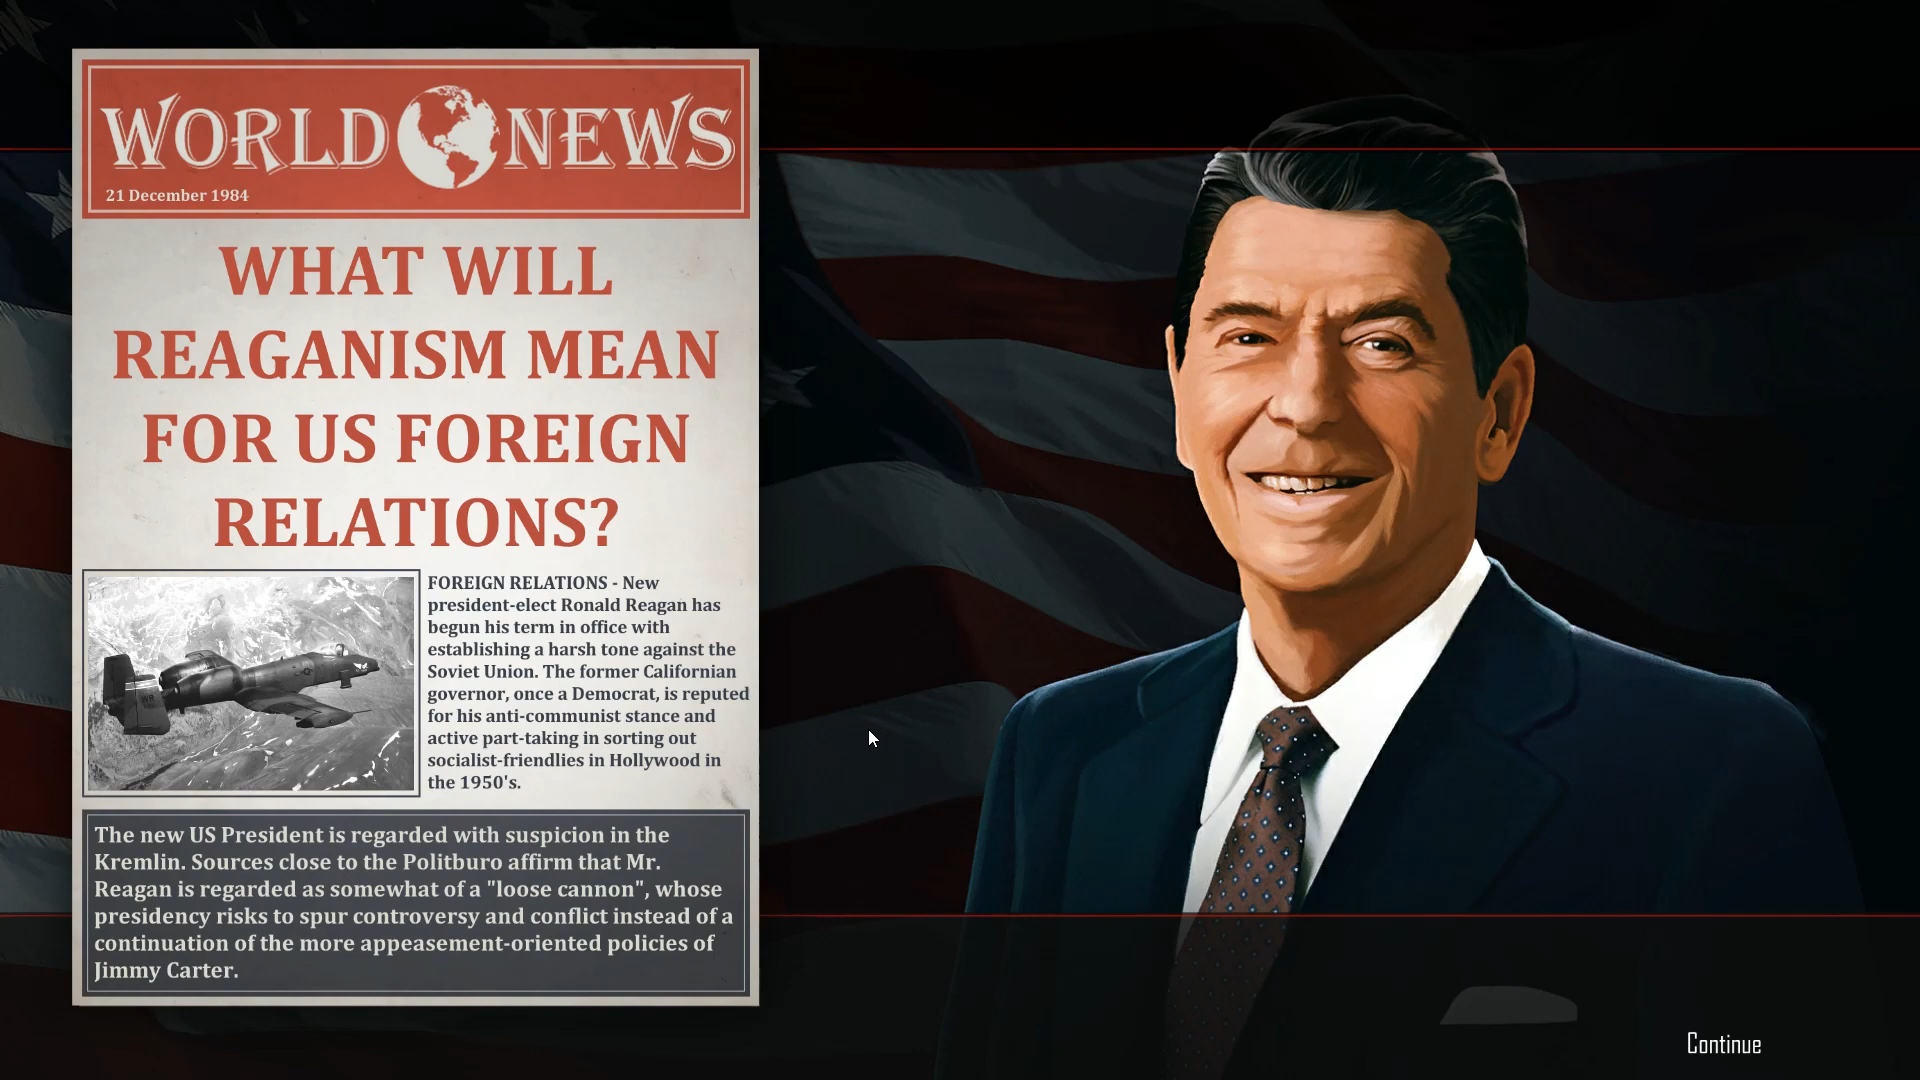 WORLD NEWS
21 December 1984
WHAT WILL
REAGANISM MEAN
FOR US FOREIGN
RELATIONS?
FOREIGN RELATIONS - New
president-elect Ronald Reagan has
begun his term in office with
establishing a harsh tone against the
Soviet Union. The former Californian
governor, once a Democrat, is reputed
for his anti-communist stance and
active part-taking in sorting out
socialist-friendlies in Hollywood in
the 1950's.
The new US President is regarded with suspicion in the
Kremlin. Sources close to the Politburo affirm that Mr.
Reagan is regarded as somewhat of a "loose cannon", whose
presidency risks to spur controversy and conflict instead of a
continuation of the more appeasement-oriented policies of
Jimmy Carter.
Continue